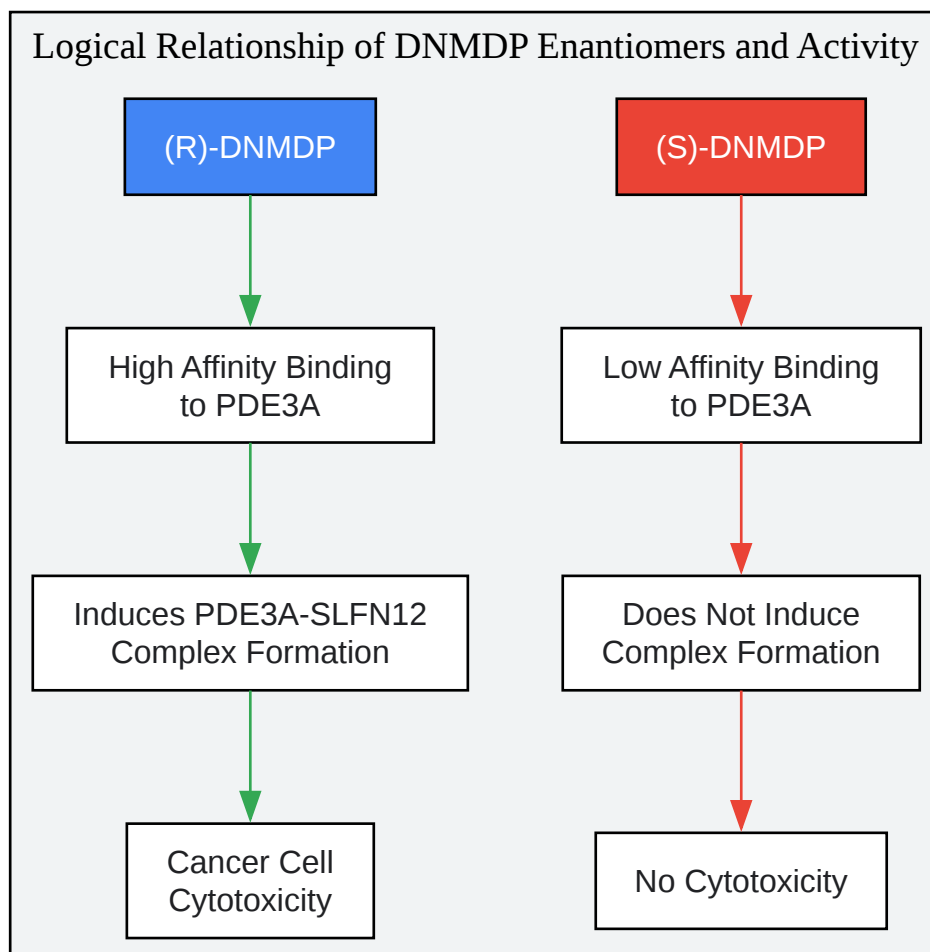 Logical Relationship of DNMDP Enantiomers and Activity
(R)-DNMDP
(S)-DNMDP
High Affinity Binding
to PDE3A
Low Affinity Binding
to PDE3A
Induces PDE3A-SLFN12
Complex Formation
Does Not Induce
Complex Formation
Cancer Cell
Cytotoxicity
No Cytotoxicity